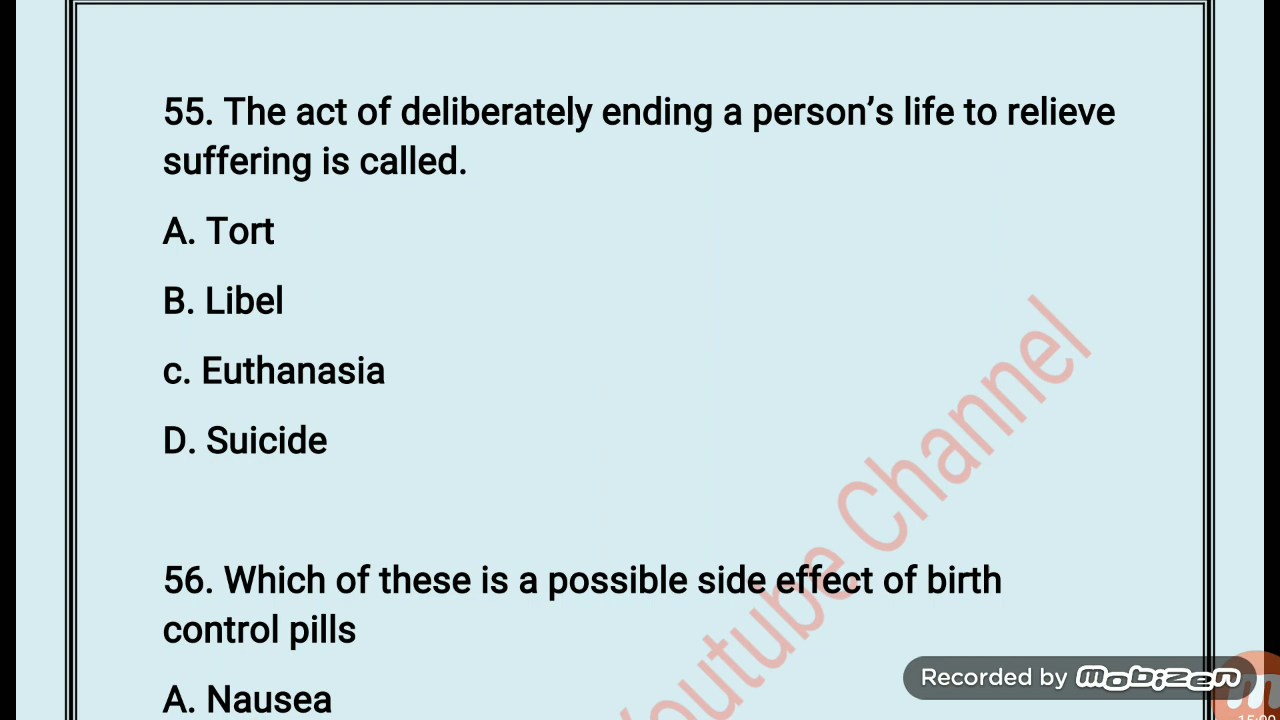 55. The act of deliberately ending a person’s life to relieve
suffering is called.
A. Tort
B. Libel
c. Euthanasia
D. Suicide
56. Which of these is a possible side effect of birth
control pills
A. Nausea
Youtube Channel
Recorded by mobizen